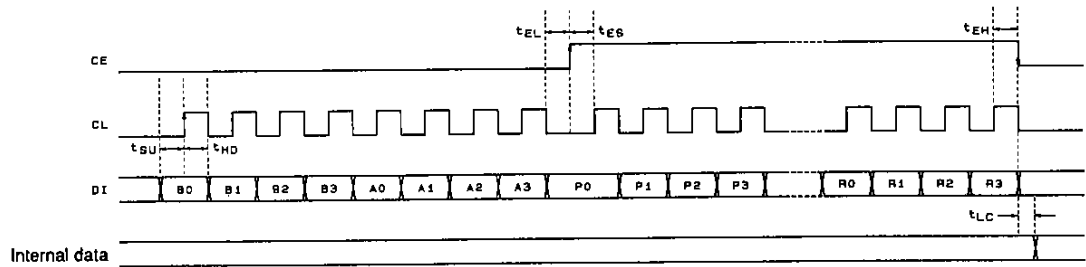 tEL tES tEH
CE
CL
tSU tHD
DI B0 B1 B2 B3 A0 A1 A2 A3 P0 P1 P2 P3 R0 R1 R2 R3
tLC
Internal data